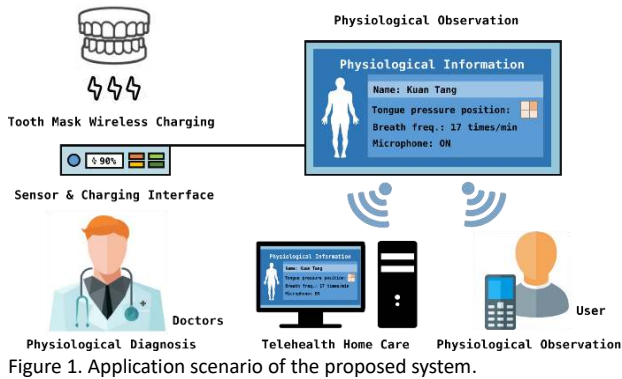 Physiological Observation
Physiological Information
Name: Kuan Tang
Tongue pressure position:
Breath freq.: 17 times/min
Microphone: ON
Tooth Mask Wireless Charging
90%
Sensor & Charging Interface
Doctors
Physiological Diagnosis
Physiological Information
Name: Kuan Tang
Tongue pressure position:
Breath freq.: 17 times/min
Microphone: ON
Telehealth Home Care
User
Physiological Observation
Figure 1. Application scenario of the proposed system.